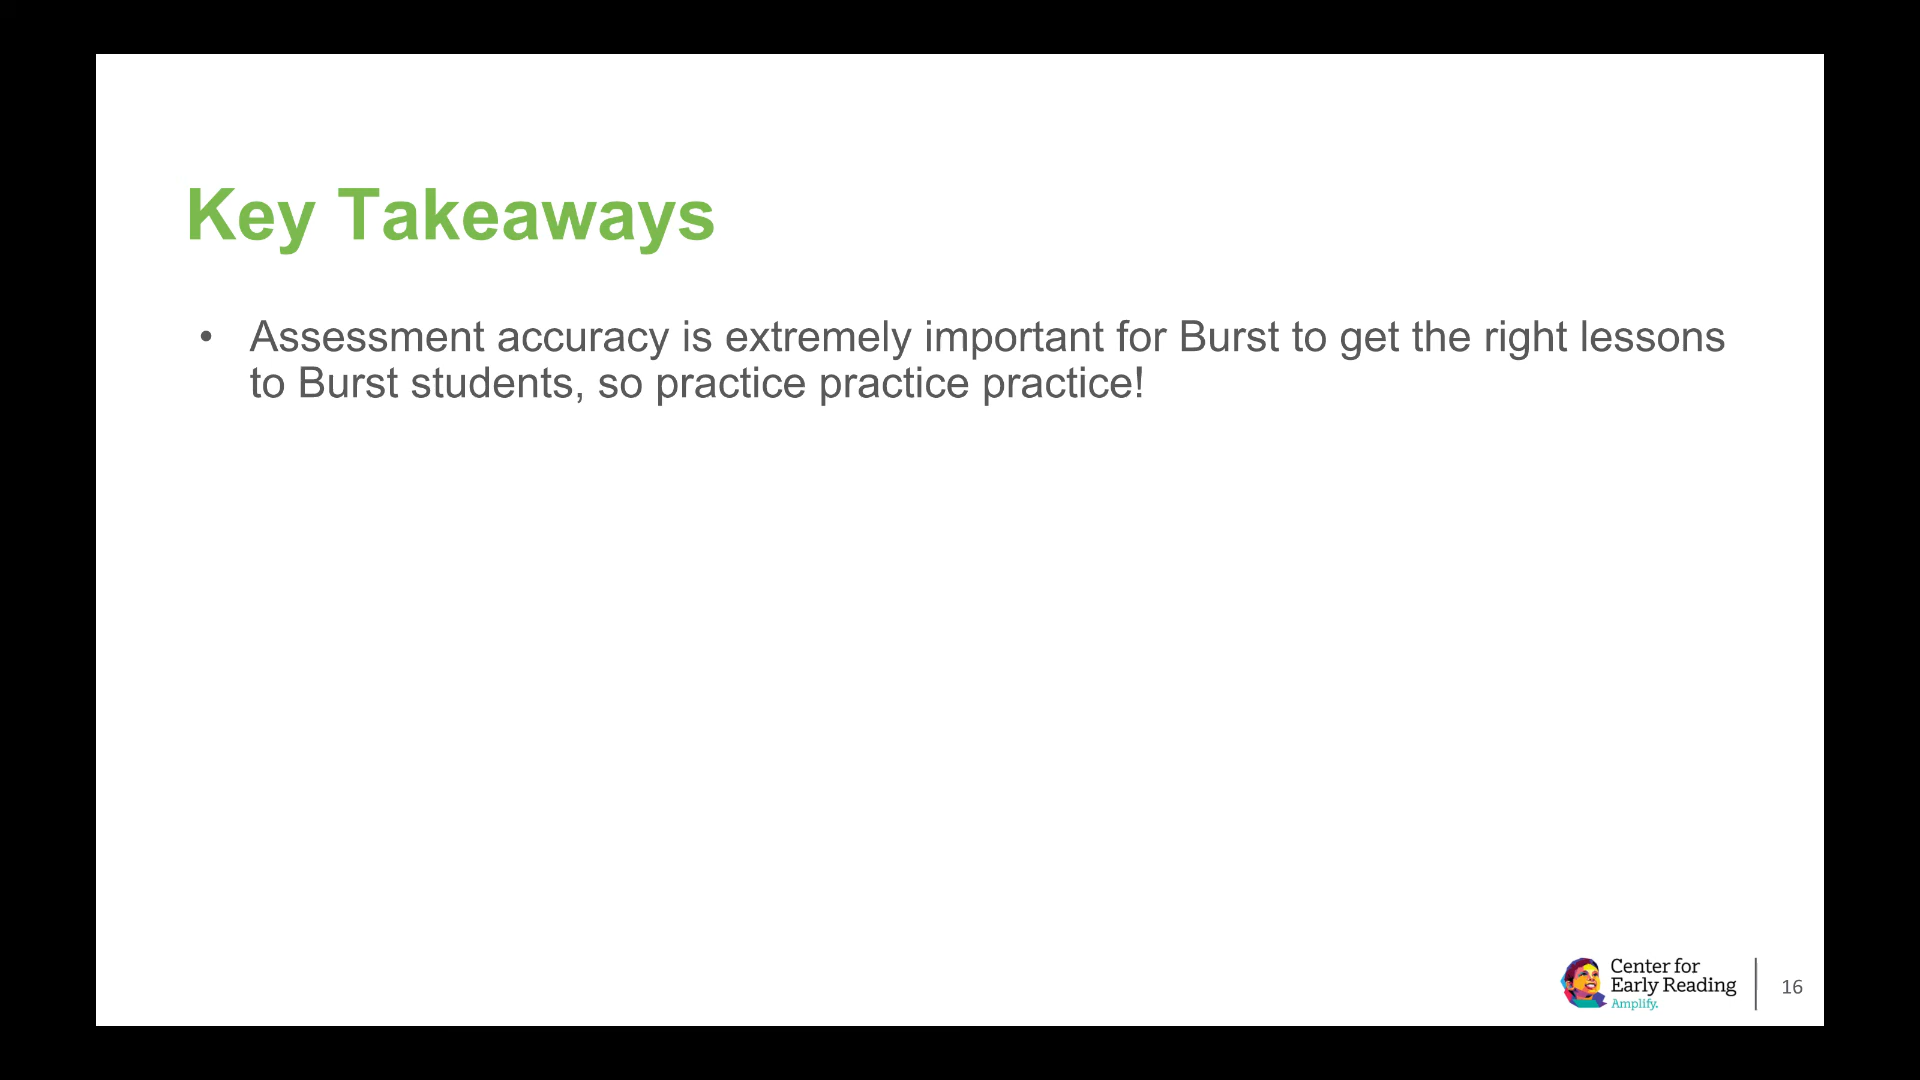 Key Takeaways
• Assessment accuracy is extremely important for Burst to get the right lessons
to Burst students, so practice practice practice!
Center for
Early Reading
Amplify.
16